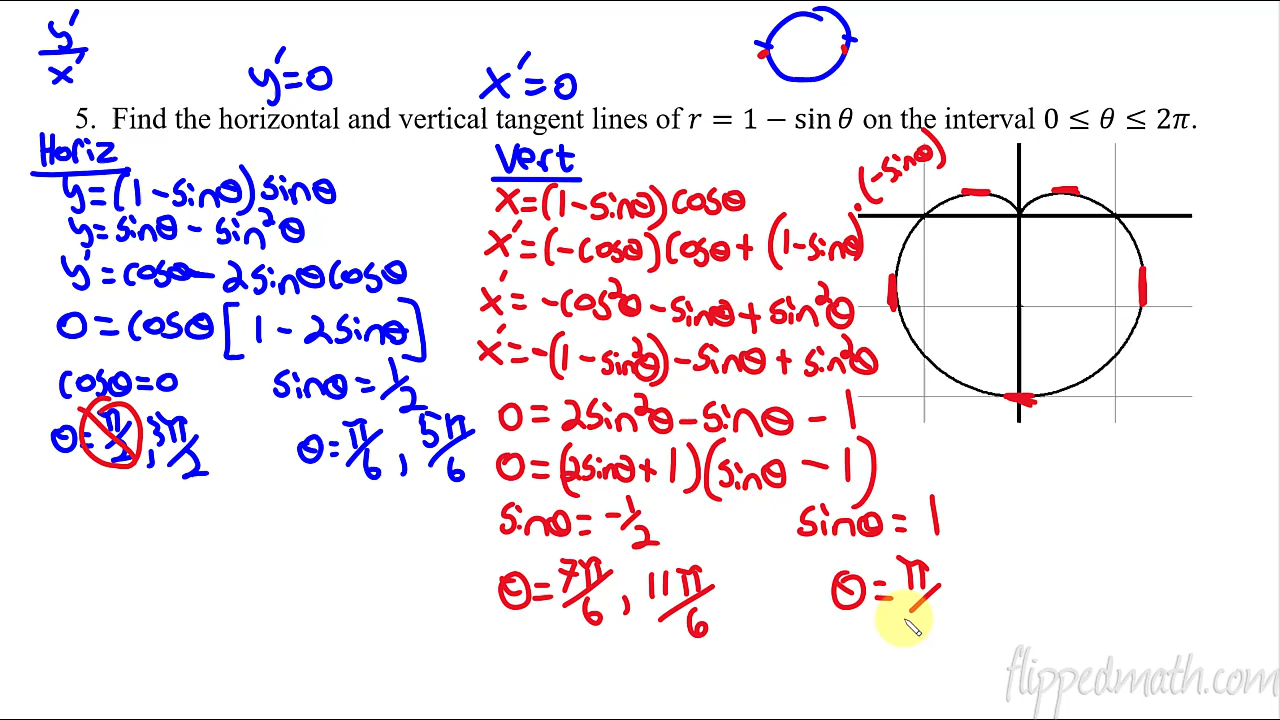 y'/x'
y'=0
x'=0
5. Find the horizontal and vertical tangent lines of r = 1 − sin θ on the interval 0 ≤ θ ≤ 2π.
Horiz
y=(1-sinθ)sinθ
y=sinθ - sin²θ
y'=cosθ - 2sinθcosθ
0=cosθ[1-2sinθ]
cosθ=0
sinθ=1/2
θ=π/2, 3π/2
θ=π/6, 5π/6
Vert
x=(1-sinθ)cosθ
x'=(-cosθ)cosθ+(1-sinθ)·(-sinθ)
x'=-cos²θ-sinθ+sin²θ
x'=-(1-sin²θ)-sinθ+sin²θ
0=2sin²θ-sinθ-1
0=(2sinθ+1)(sinθ-1)
sinθ=-1/2
sinθ=1
θ=7π/6, 11π/6
θ=π/
flippedmath.com